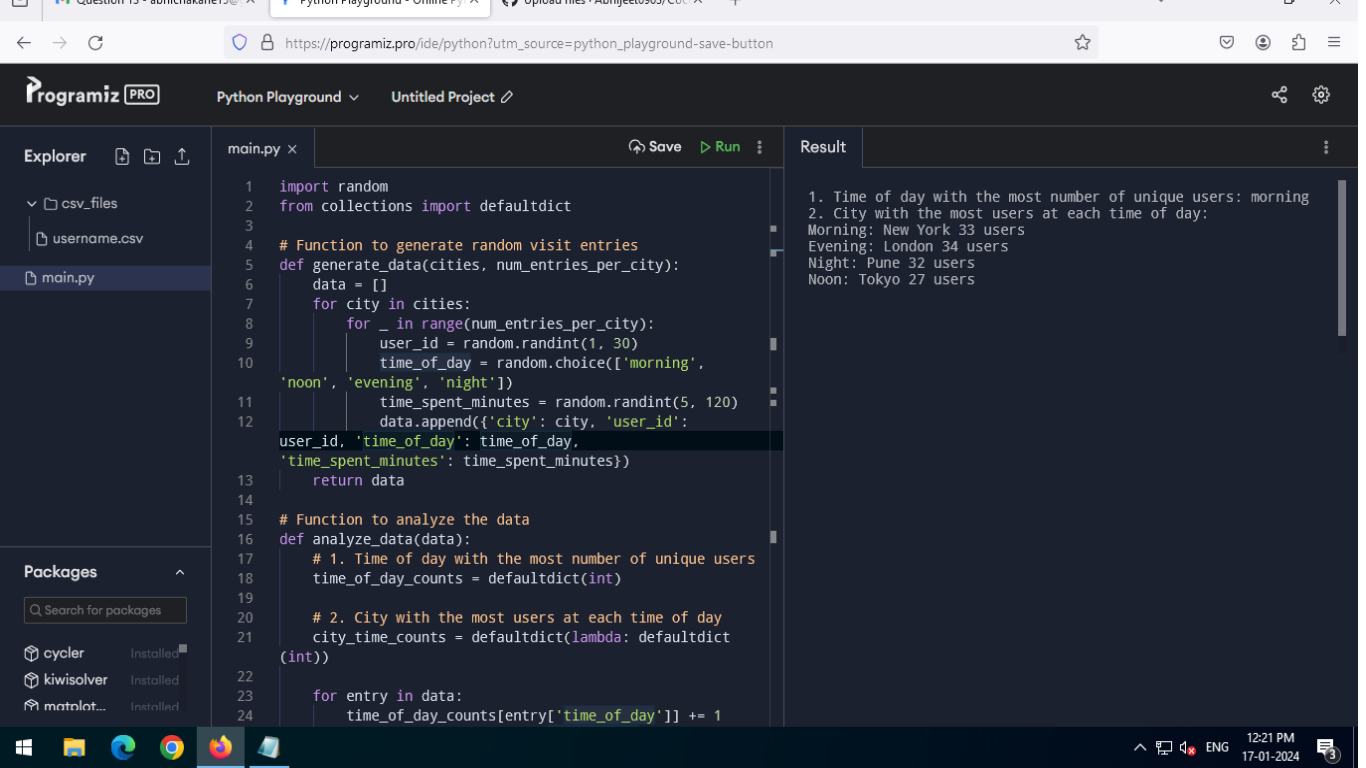 Question 13 - abhichakane15@g
Python Playground - Online Py
Upload files · Abhijeet0903/Coc
https://programiz.pro/ide/python?utm_source=python_playground-save-button
Programiz PRO
Python Playground
Untitled Project
Explorer
csv_files
username.csv
main.py
Packages
Search for packages
cycler Installed
kiwisolver Installed
matplot... Installed
main.py
Save
Run
1 import random
2 from collections import defaultdict
3
4 # Function to generate random visit entries
5 def generate_data(cities, num_entries_per_city):
6 data = []
7 for city in cities:
8 for _ in range(num_entries_per_city):
9 user_id = random.randint(1, 30)
10 time_of_day = random.choice(['morning',
'noon', 'evening', 'night'])
11 time_spent_minutes = random.randint(5, 120)
12 data.append({'city': city, 'user_id':
user_id, 'time_of_day': time_of_day,
'time_spent_minutes': time_spent_minutes})
13 return data
14
15 # Function to analyze the data
16 def analyze_data(data):
17 # 1. Time of day with the most number of unique users
18 time_of_day_counts = defaultdict(int)
19
20 # 2. City with the most users at each time of day
21 city_time_counts = defaultdict(lambda: defaultdict
(int))
22
23 for entry in data:
24 time_of_day_counts[entry['time_of_day']] += 1
Result
1. Time of day with the most number of unique users: morning
2. City with the most users at each time of day:
Morning: New York 33 users
Evening: London 34 users
Night: Pune 32 users
Noon: Tokyo 27 users
ENG
12:21 PM
17-01-2024
3